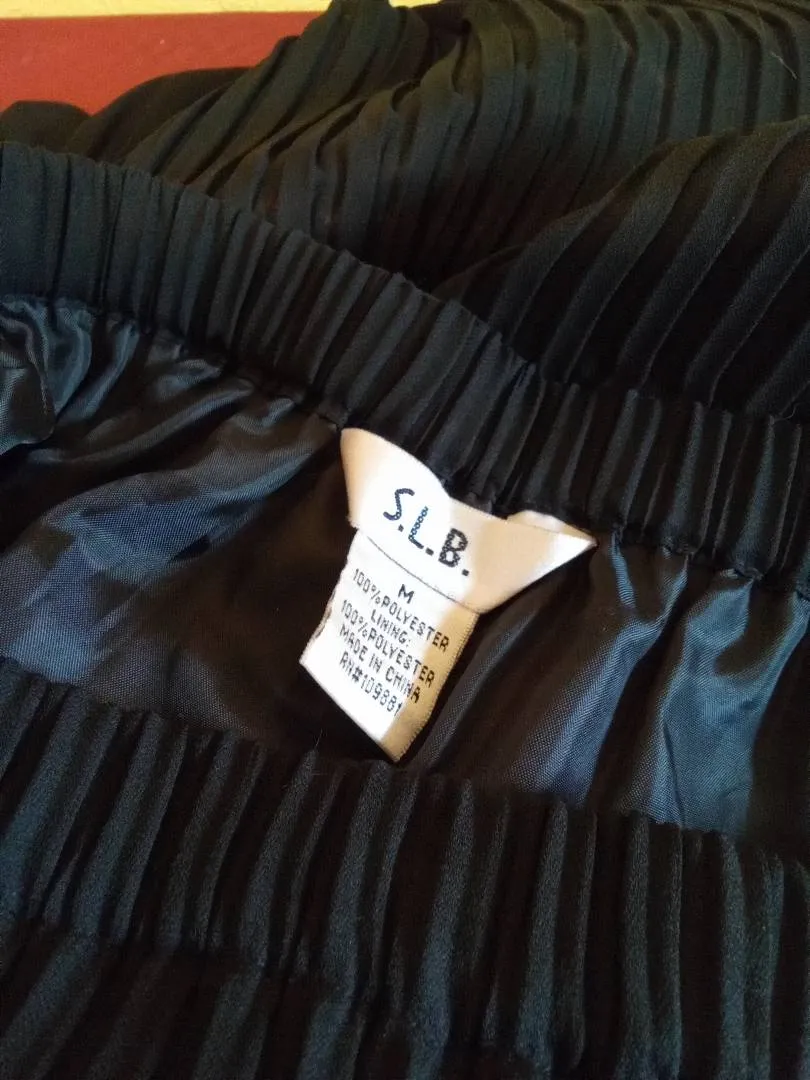 S.L.B.
M
100%POLYESTER
LINING:
100%POLYESTER
MADE IN CHINA